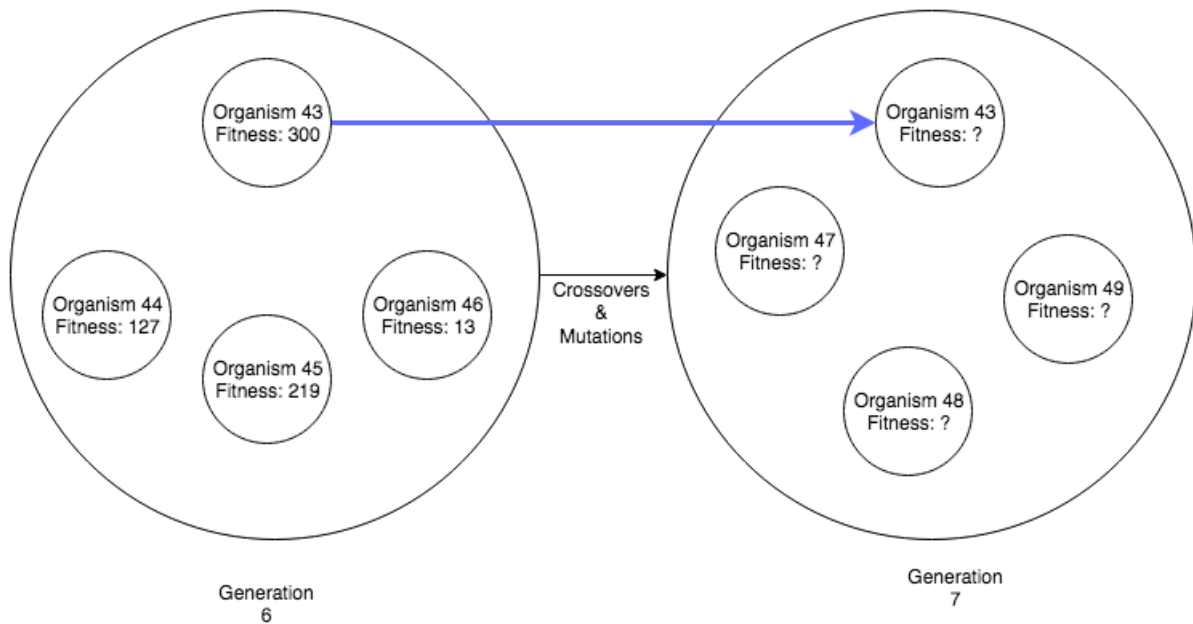 Organism 43
Fitness: 300
Organism 44
Fitness: 127
Organism 45
Fitness: 219
Organism 46
Fitness: 13
Generation
6
Crossovers
&
Mutations
Organism 43
Fitness: ?
Organism 47
Fitness: ?
Organism 49
Fitness: ?
Organism 48
Fitness: ?
Generation
7